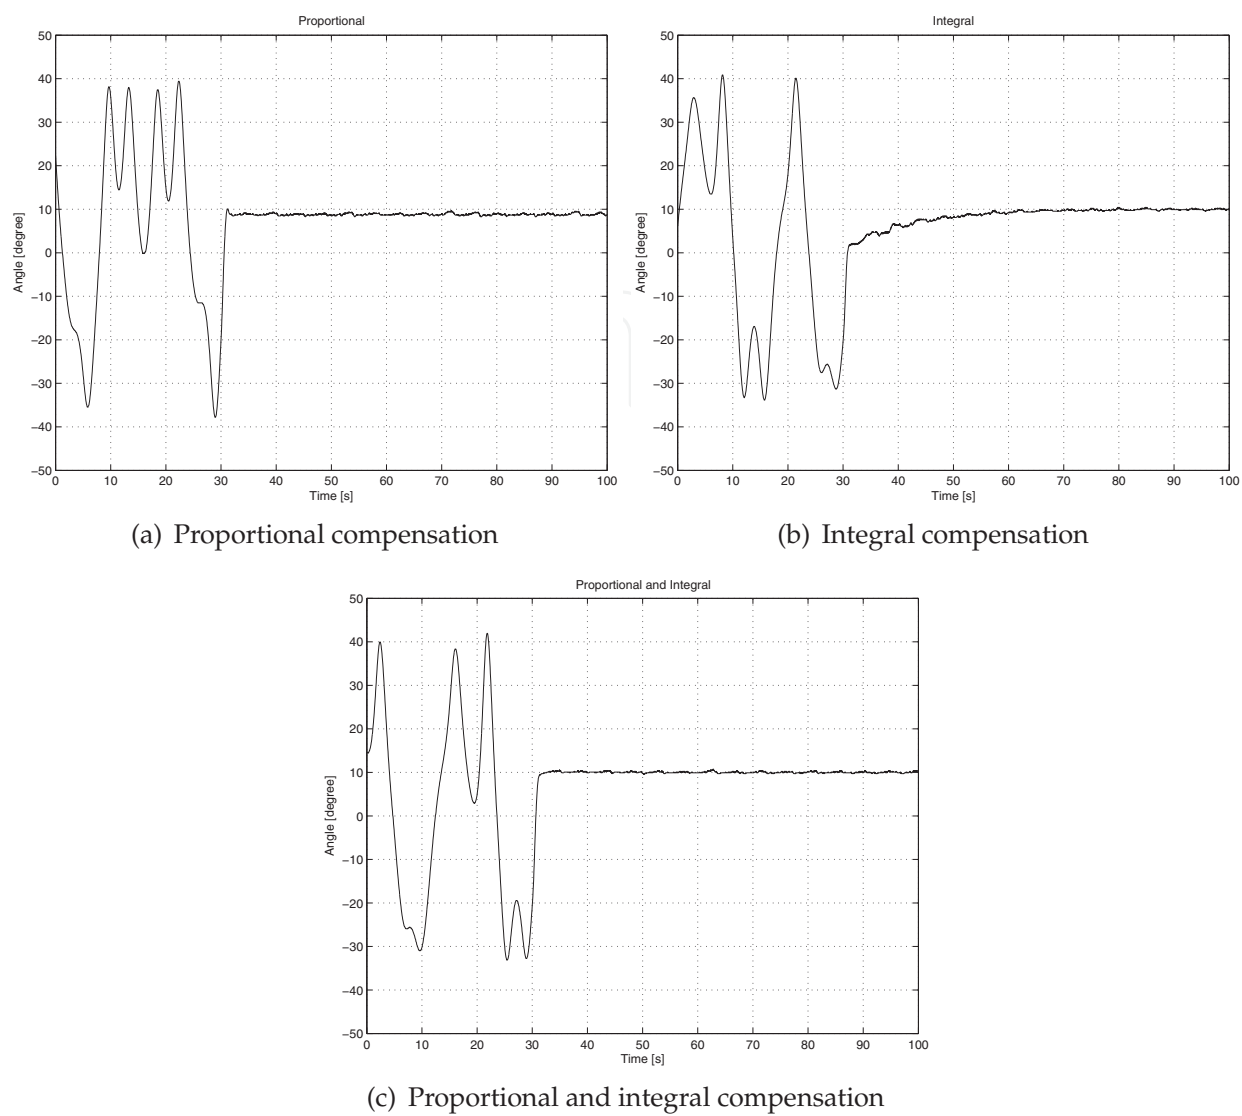 Proportional
50
40
30
20
10
0
−10
−20
−30
−40
−50
Angle [degree]
0 10 20 30 40 50 60 70 80 90 100
Time [s]
(a) Proportional compensation
Integral
50
40
30
20
10
0
−10
−20
−30
−40
−50
Angle [degree]
0 10 20 30 40 50 60 70 80 90 100
Time [s]
(b) Integral compensation
Proportional and Integral
50
40
30
20
10
0
−10
−20
−30
−40
−50
Angle [degree]
0 10 20 30 40 50 60 70 80 90 100
Time [s]
(c) Proportional and integral compensation